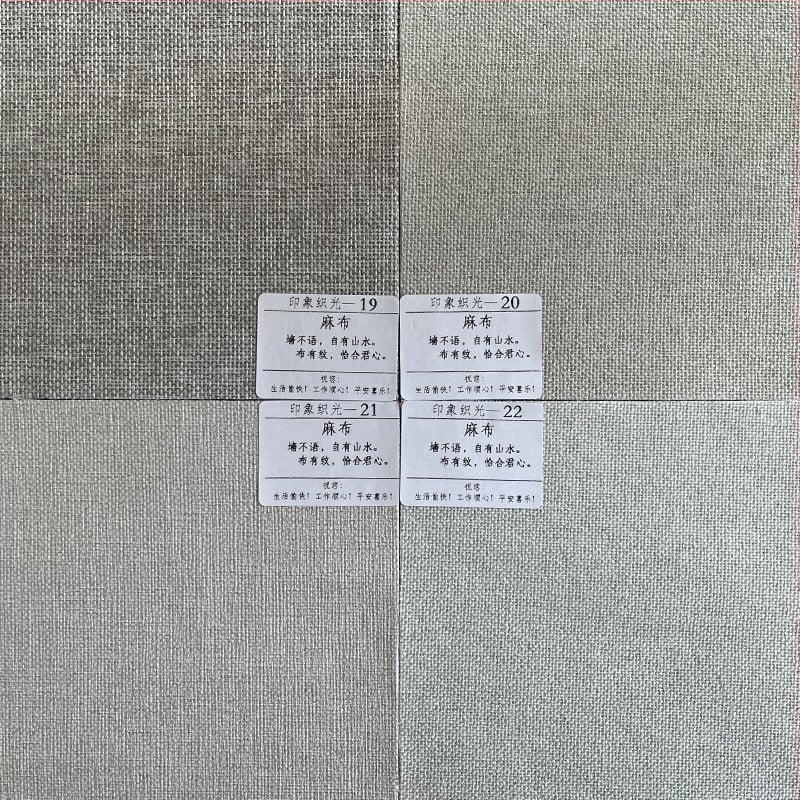 印象织光—19
麻布
墙不语，自有山水。
布有纹，恰合君心。
祝您：
生活愉快！工作顺心！平安喜乐！
印象织光—20
麻布
墙不语，自有山水。
布有纹，恰合君心。
祝您：
生活愉快！工作顺心！平安喜乐！
印象织光—21
麻布
墙不语，自有山水。
布有纹，恰合君心。
祝您：
生活愉快！工作顺心！平安喜乐！
印象织光—22
麻布
墙不语，自有山水。
布有纹，恰合君心。
祝您：
生活愉快！工作顺心！平安喜乐！